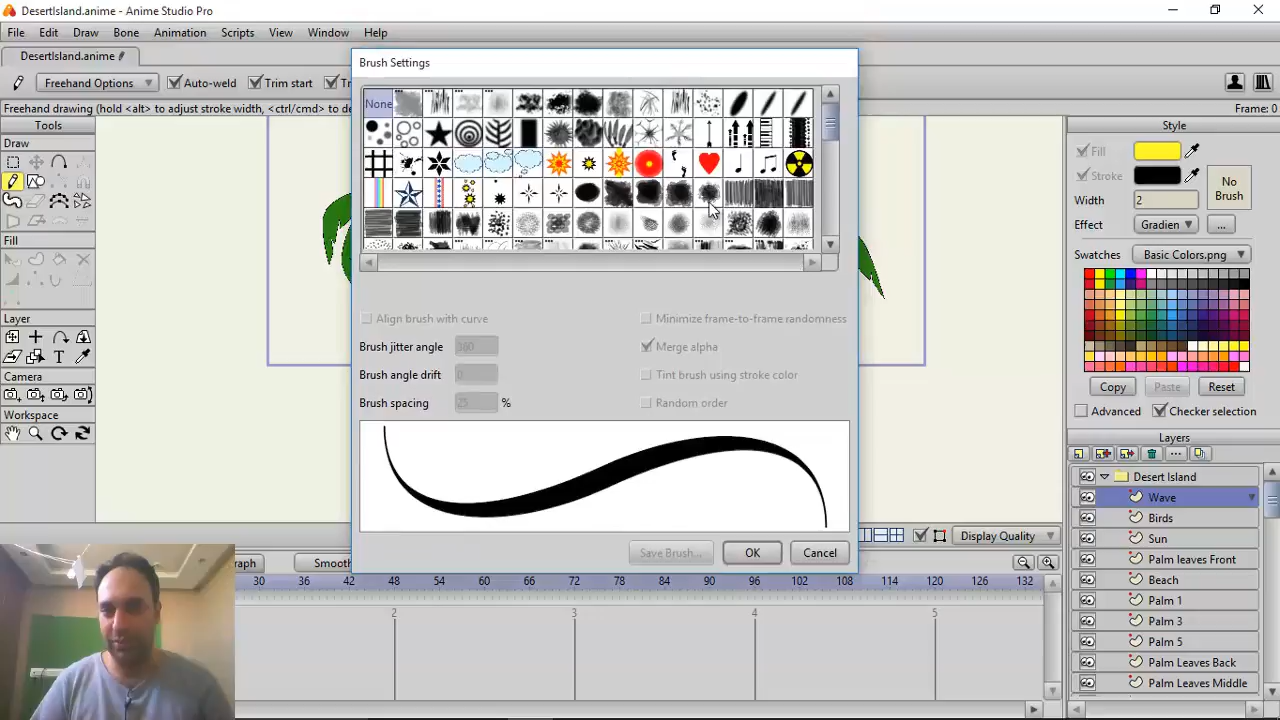 DesertIsland.anime - Anime Studio Pro
File Edit Draw Bone Animation Scripts View Window Help
DesertIsland.anime
Freehand Options Auto-weld Trim start
Freehand drawing (hold <alt> to adjust stroke width, <ctrl/cmd> to
Frame: 0
Tools
Draw
Fill
Layer
Camera
Workspace
Brush Settings
None
Align brush with curve
Minimize frame-to-frame randomness
Brush jitter angle 360
Merge alpha
Brush angle drift 0
Tint brush using stroke color
Brush spacing 25 %
Random order
Save Brush... OK Cancel
Style
Fill
Stroke
No Brush
Width 2
Effect Gradien ...
Swatches Basic Colors.png
Copy Paste Reset
Advanced Checker selection
Layers
Desert Island
Wave
Birds
Sun
Palm leaves Front
Beach
Palm 1
Palm 3
Palm 5
Palm Leaves Back
Palm Leaves Middle
Display Quality
raph Smooth
30 36 42 48 54 60 66 72 78 84 90 96 102 108 114 120 126 132
2 3 4 5